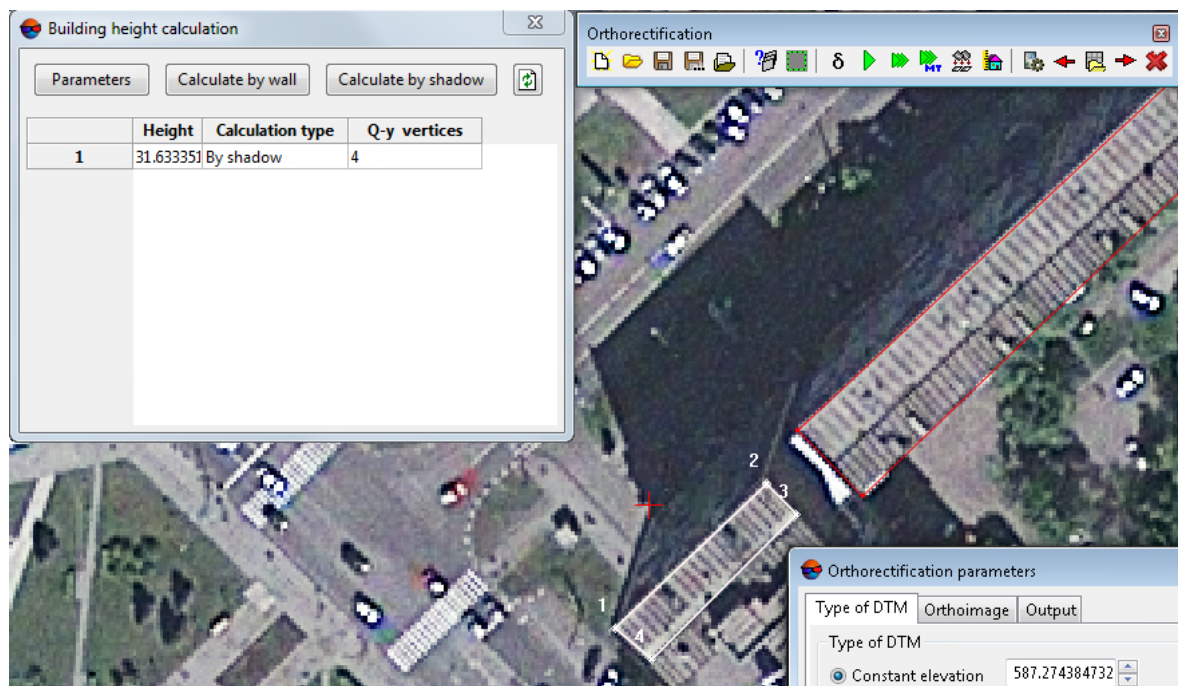 Building height calculation
Parameters
Calculate by wall
Calculate by shadow
Height Calculation type Q-y vertices
1 31.633351 By shadow 4
Orthorectification
δ
MT
2
3
1
4
Orthorectification parameters
Type of DTM Orthoimage Output
Type of DTM
Constant elevation 587.274384732